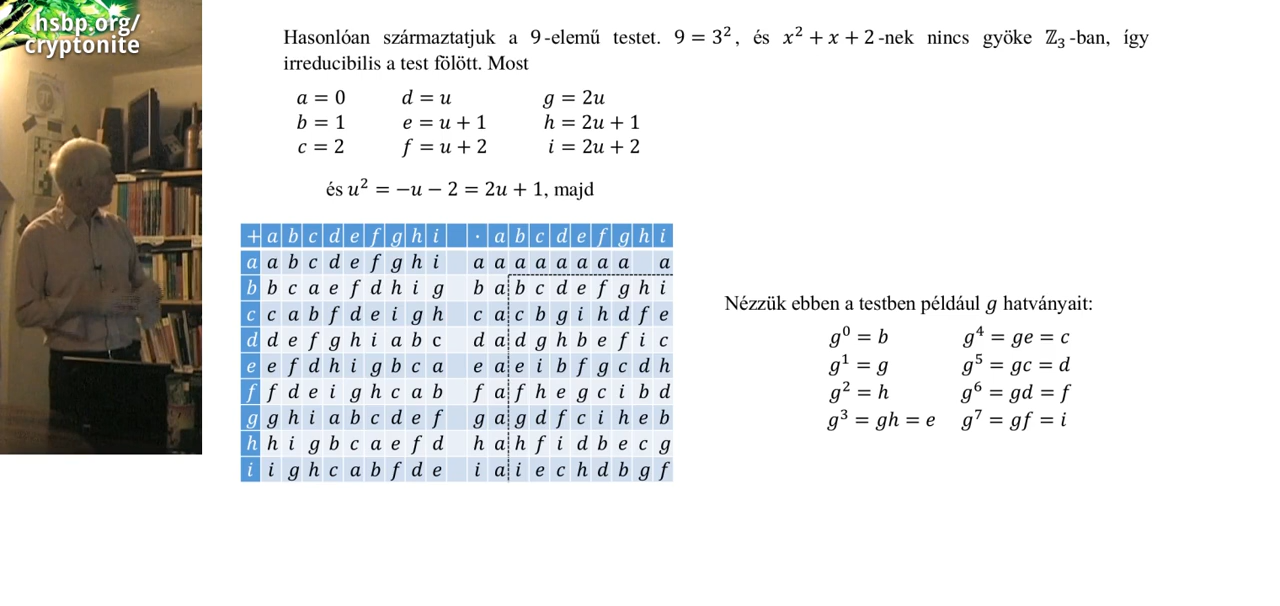 hsbp.org/
cryptonite
Hasonlóan származtatjuk a 9-elemű testet. 9 = 3², és x² + x + 2-nek nincs gyöke ℤ₃-ban, így
irreducibilis a test fölött. Most
a = 0 d = u g = 2u
b = 1 e = u + 1 h = 2u + 1
c = 2 f = u + 2 i = 2u + 2
és u² = −u − 2 = 2u + 1, majd
+ a b c d e f g h i · a b c d e f g h i
a a b c d e f g h i a a a a a a a a a
b b c a e f d h i g b a b c d e f g h i
c c a b f d e i g h c a c b g i h d f e
d d e f g h i a b c d a d g h b e f i c
e e f d h i g b c a e a e i b f g c d h
f f d e i g h c a b f a f h e g c i b d
g g h i a b c d e f g a g d f c i h e b
h h i g b c a e f d h a h f i d b e c g
i i g h c a b f d e i a i e c h d b g f
Nézzük ebben a testben például g hatványait:
g⁰ = b g⁴ = ge = c
g¹ = g g⁵ = gc = d
g² = h g⁶ = gd = f
g³ = gh = e g⁷ = gf = i